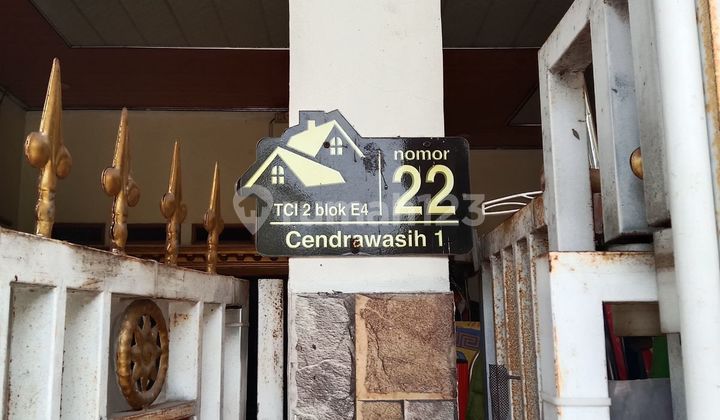 nomor
22
TCI 2 blok E4
Cendrawasih 1